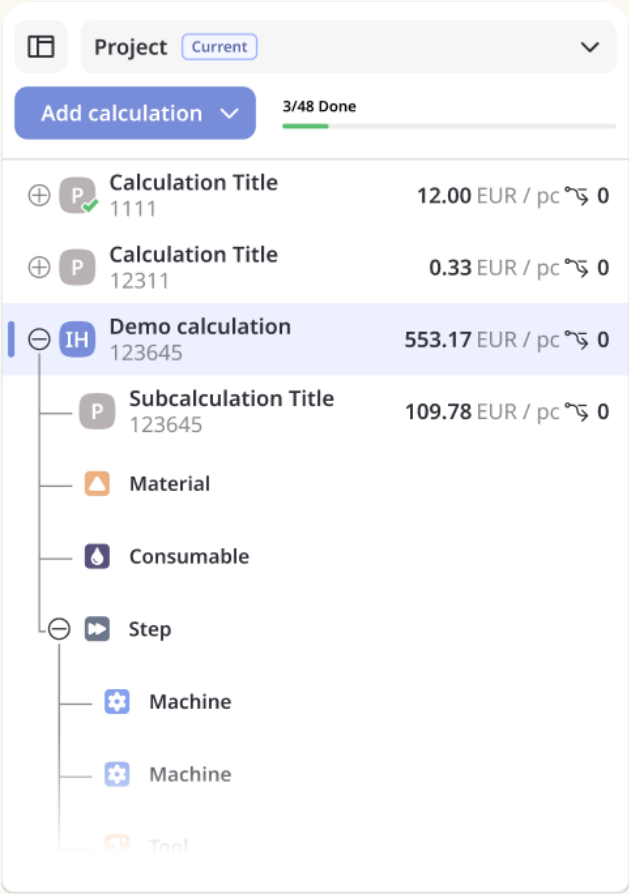 Project Current
Add calculation
3/48 Done
P Calculation Title 12.00 EUR / pc 0
1111
P Calculation Title 0.33 EUR / pc 0
12311
IH Demo calculation 553.17 EUR / pc 0
123645
P Subcalculation Title 109.78 EUR / pc 0
123645
Material
Consumable
Step
Machine
Machine
Tool